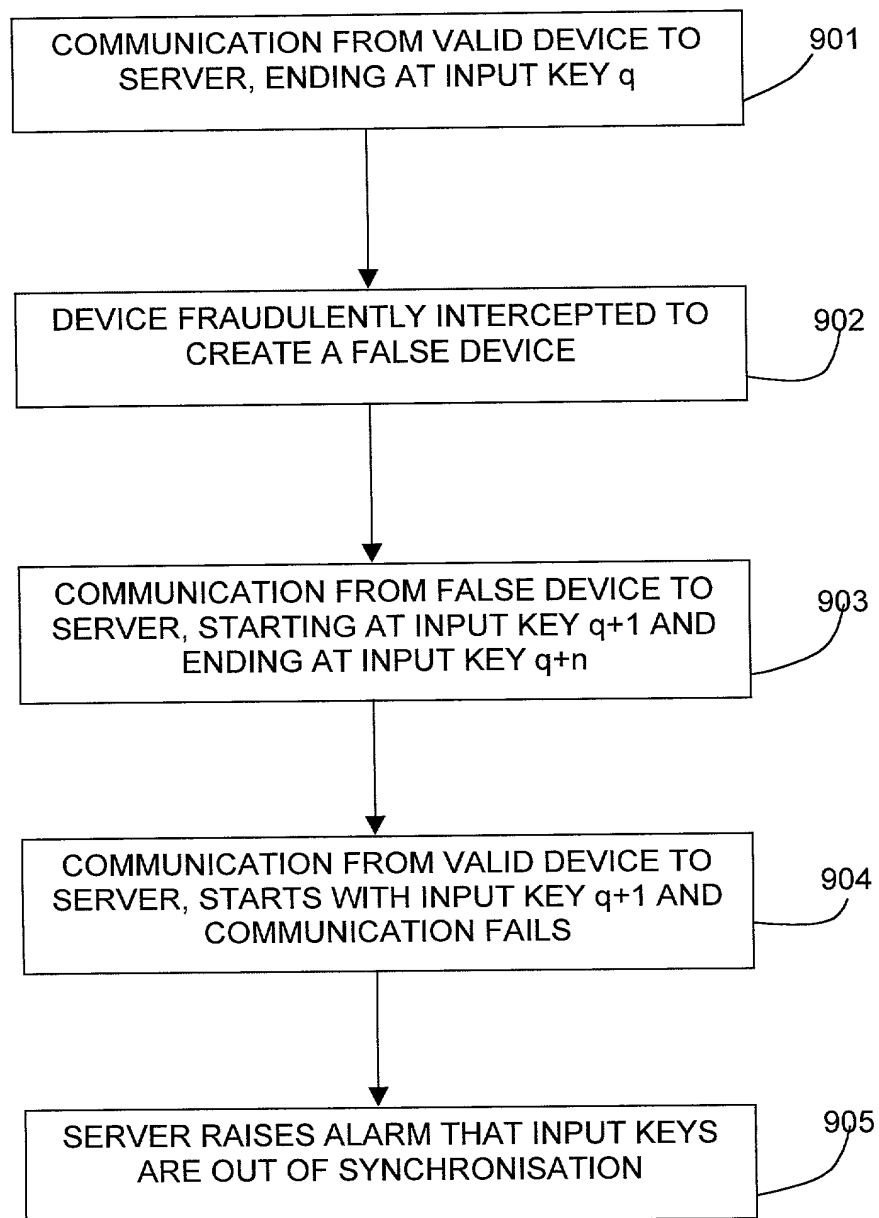 COMMUNICATION FROM VALID DEVICE TO
SERVER, ENDING AT INPUT KEY q
901
DEVICE FRAUDULENTLY INTERCEPTED TO
CREATE A FALSE DEVICE
902
COMMUNICATION FROM FALSE DEVICE TO
SERVER, STARTING AT INPUT KEY q+1 AND
ENDING AT INPUT KEY q+n
903
COMMUNICATION FROM VALID DEVICE TO
SERVER, STARTS WITH INPUT KEY q+1 AND
COMMUNICATION FAILS
904
SERVER RAISES ALARM THAT INPUT KEYS
ARE OUT OF SYNCHRONISATION
905